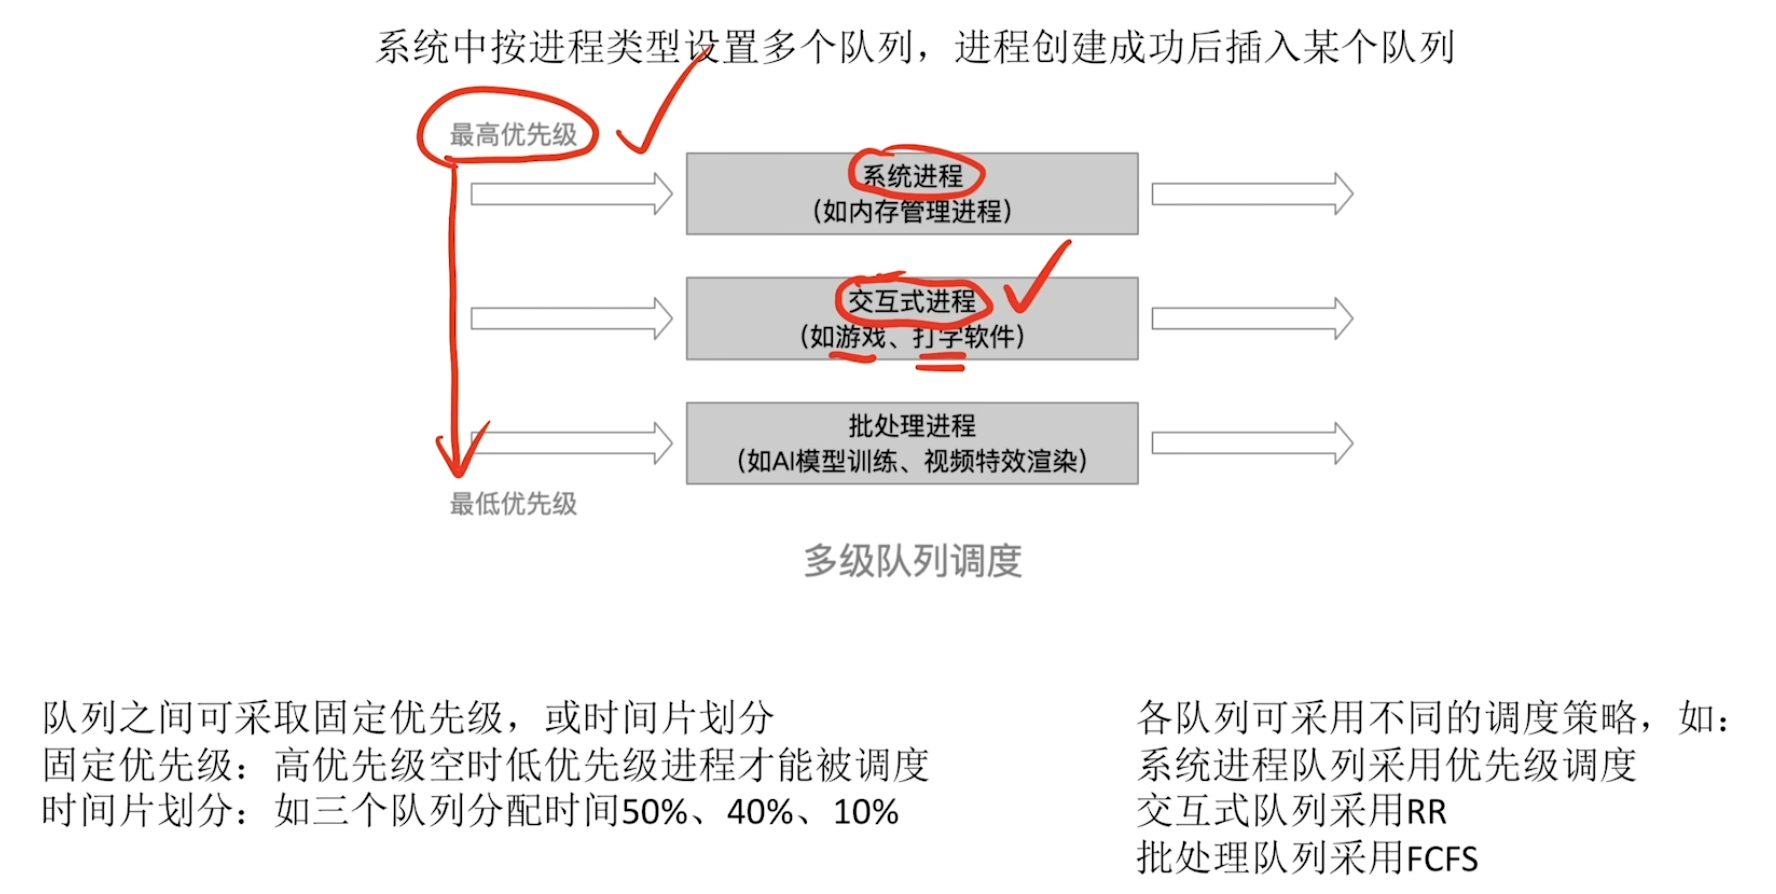 系统中按进程类型设置多个队列，进程创建成功后插入某个队列
最高优先级
系统进程
（如内存管理进程）
交互式进程
（如游戏、打字软件）
批处理进程
（如AI模型训练、视频特效渲染）
最低优先级
多级队列调度
队列之间可采取固定优先级，或时间片划分
固定优先级：高优先级空时低优先级进程才能被调度
时间片划分：如三个队列分配时间50%、40%、10%
各队列可采用不同的调度策略，如：
系统进程队列采用优先级调度
交互式队列采用RR
批处理队列采用FCFS